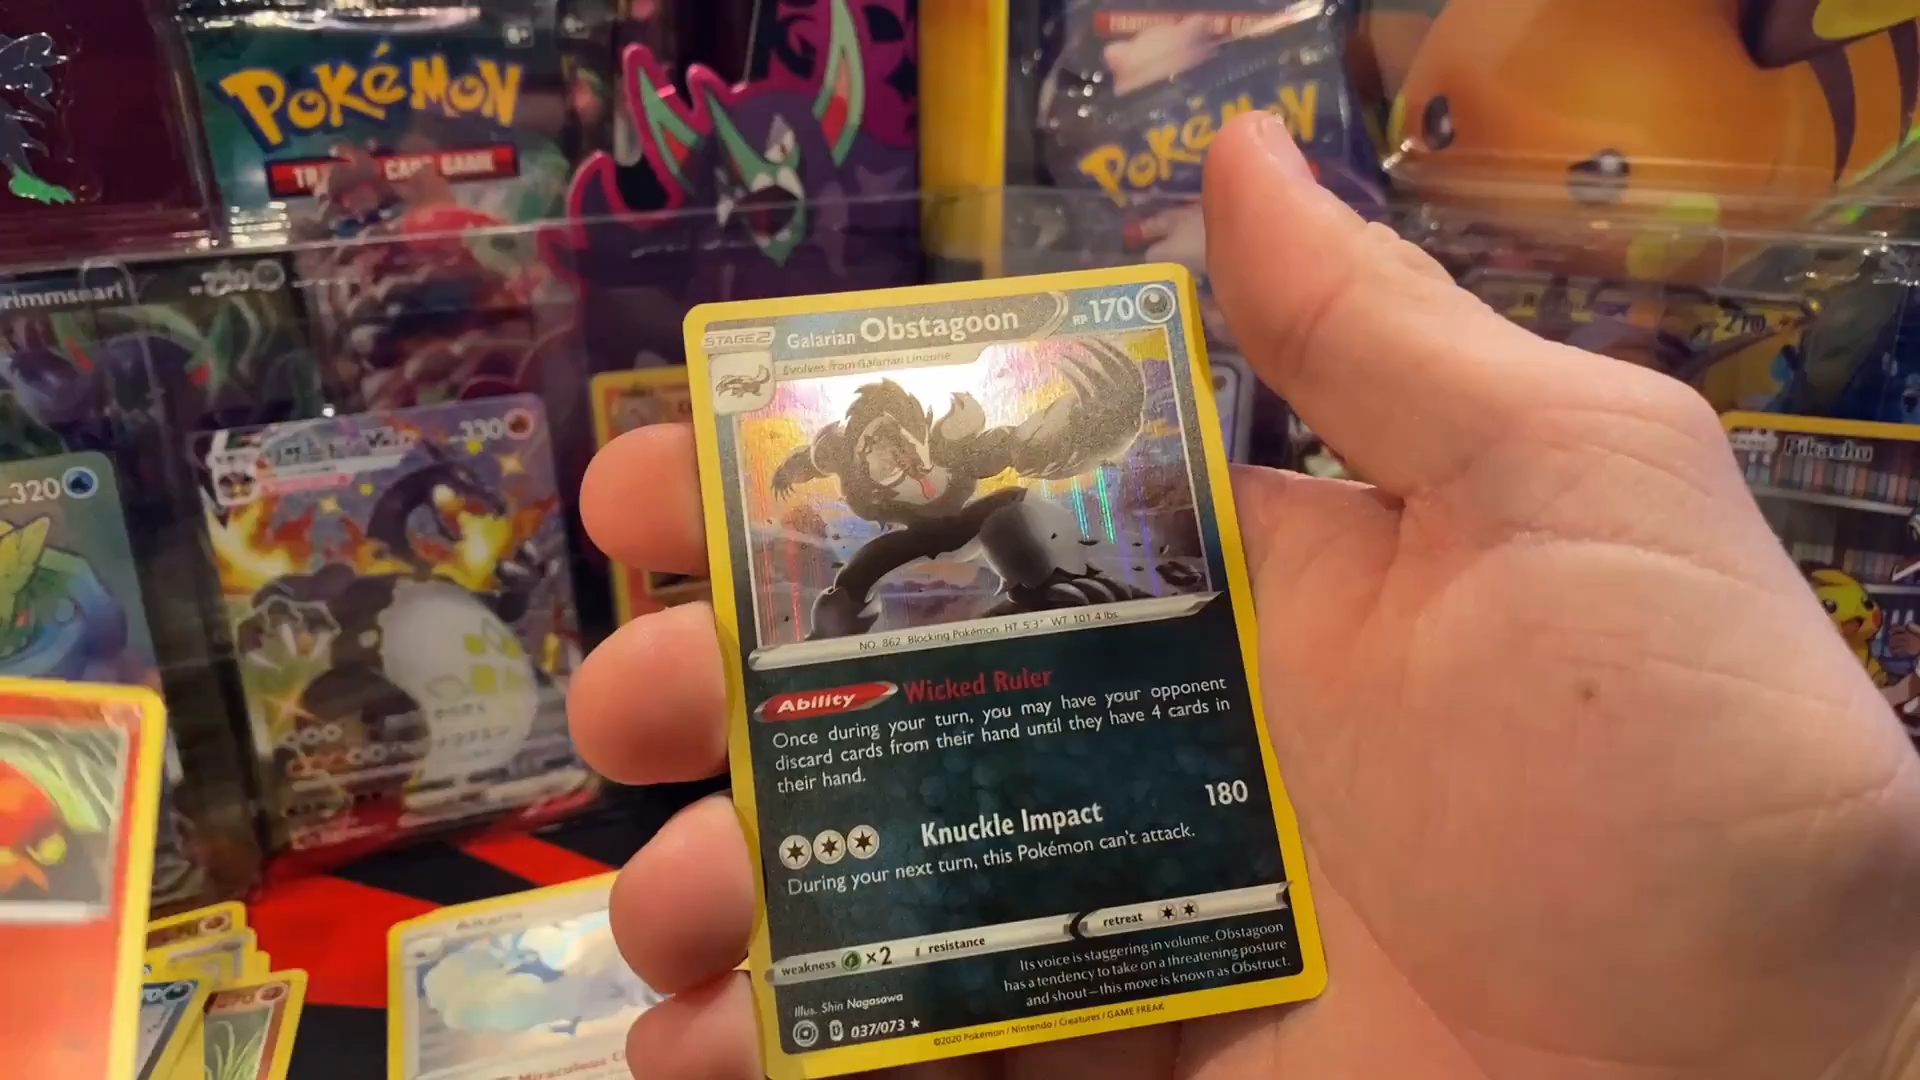 POKÉMON
TRADING CARD GAME
POKÉMON
330
320
Pikachu
STAGE 2
Galarian Obstagoon
HP 170
Evolves from Galarian Linoone
NO. 862 Blocking Pokémon HT 5'3" WT 101.4 lbs
Ability Wicked Ruler
Once during your turn, you may have your opponent
discard cards from their hand until they have 4 cards in
their hand.
Knuckle Impact 180
During your next turn, this Pokémon can't attack.
weakness ×2 resistance retreat
Its voice is staggering in volume. Obstagoon
has a tendency to take on a threatening posture
and shout—this move is known as Obstruct.
Illus. Shin Nagasawa
D 037/073 ★
©2020 Pokémon / Nintendo / Creatures / GAME FREAK